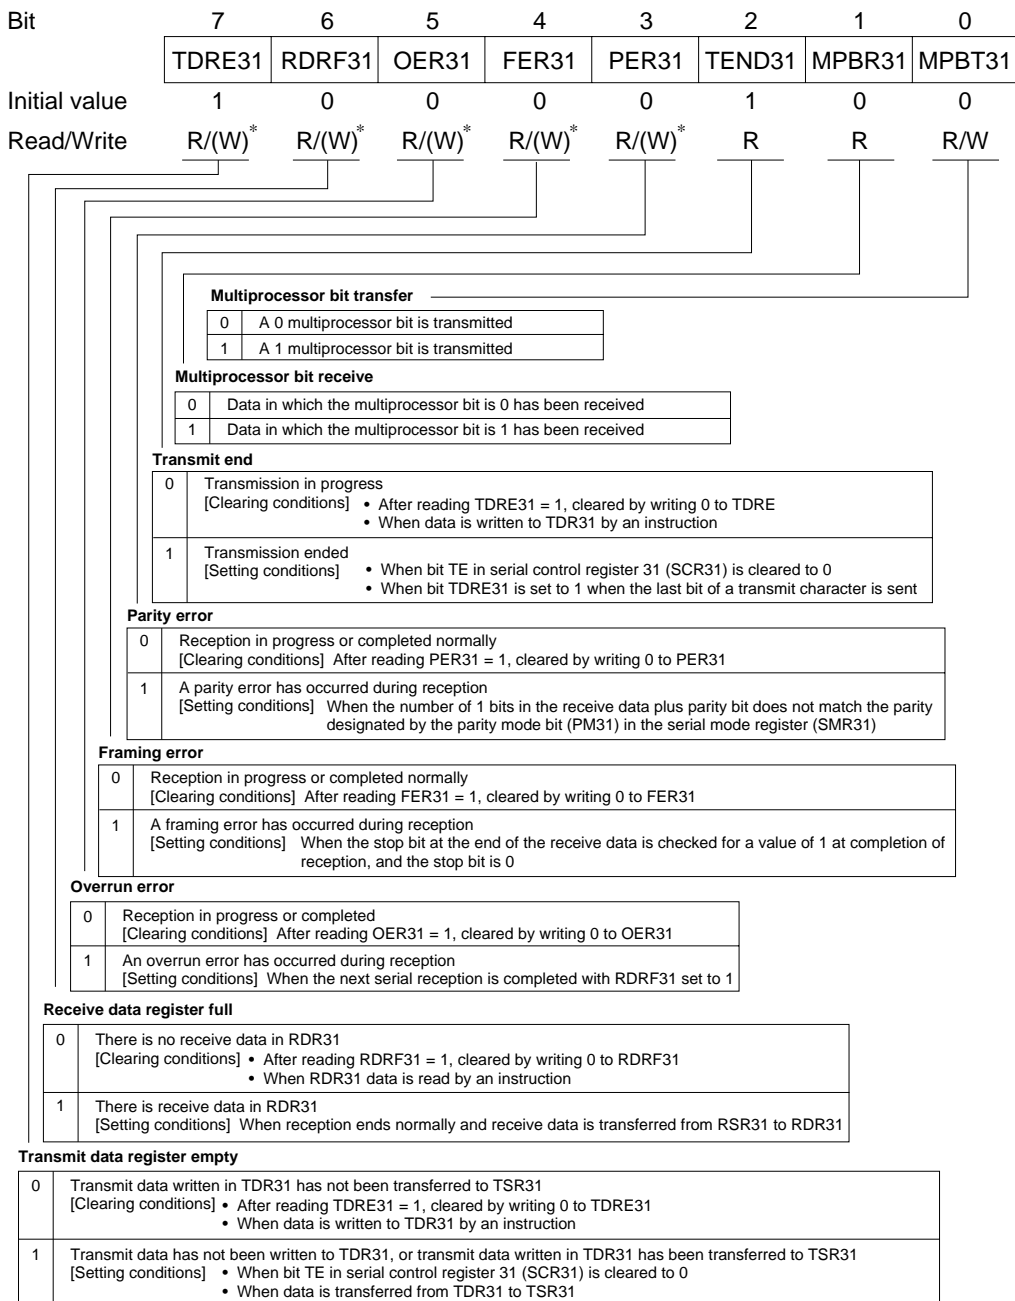 Bit 7 6 5 4 3 2 1 0
TDRE31 RDRF31 OER31 FER31 PER31 TEND31 MPBR31 MPBT31
Initial value 1 0 0 0 0 1 0 0
Read/Write R/(W)* R/(W)* R/(W)* R/(W)* R/(W)* R R R/W
Multiprocessor bit transfer
0 A 0 multiprocessor bit is transmitted
1 A 1 multiprocessor bit is transmitted
Multiprocessor bit receive
0 Data in which the multiprocessor bit is 0 has been received
1 Data in which the multiprocessor bit is 1 has been received
Transmit end
0 Transmission in progress
[Clearing conditions] • After reading TDRE31 = 1, cleared by writing 0 to TDRE
• When data is written to TDR31 by an instruction
1 Transmission ended
[Setting conditions] • When bit TE in serial control register 31 (SCR31) is cleared to 0
• When bit TDRE31 is set to 1 when the last bit of a transmit character is sent
Parity error
0 Reception in progress or completed normally
[Clearing conditions] After reading PER31 = 1, cleared by writing 0 to PER31
1 A parity error has occurred during reception
[Setting conditions] When the number of 1 bits in the receive data plus parity bit does not match the parity
designated by the parity mode bit (PM31) in the serial mode register (SMR31)
Framing error
0 Reception in progress or completed normally
[Clearing conditions] After reading FER31 = 1, cleared by writing 0 to FER31
1 A framing error has occurred during reception
[Setting conditions] When the stop bit at the end of the receive data is checked for a value of 1 at completion of
reception, and the stop bit is 0
Overrun error
0 Reception in progress or completed
[Clearing conditions] After reading OER31 = 1, cleared by writing 0 to OER31
1 An overrun error has occurred during reception
[Setting conditions] When the next serial reception is completed with RDRF31 set to 1
Receive data register full
0 There is no receive data in RDR31
[Clearing conditions] • After reading RDRF31 = 1, cleared by writing 0 to RDRF31
• When RDR31 data is read by an instruction
1 There is receive data in RDR31
[Setting conditions] When reception ends normally and receive data is transferred from RSR31 to RDR31
Transmit data register empty
0 Transmit data written in TDR31 has not been transferred to TSR31
[Clearing conditions] • After reading TDRE31 = 1, cleared by writing 0 to TDRE31
• When data is written to TDR31 by an instruction
1 Transmit data has not been written to TDR31, or transmit data written in TDR31 has been transferred to TSR31
[Setting conditions] • When bit TE in serial control register 31 (SCR31) is cleared to 0
• When data is transferred from TDR31 to TSR31